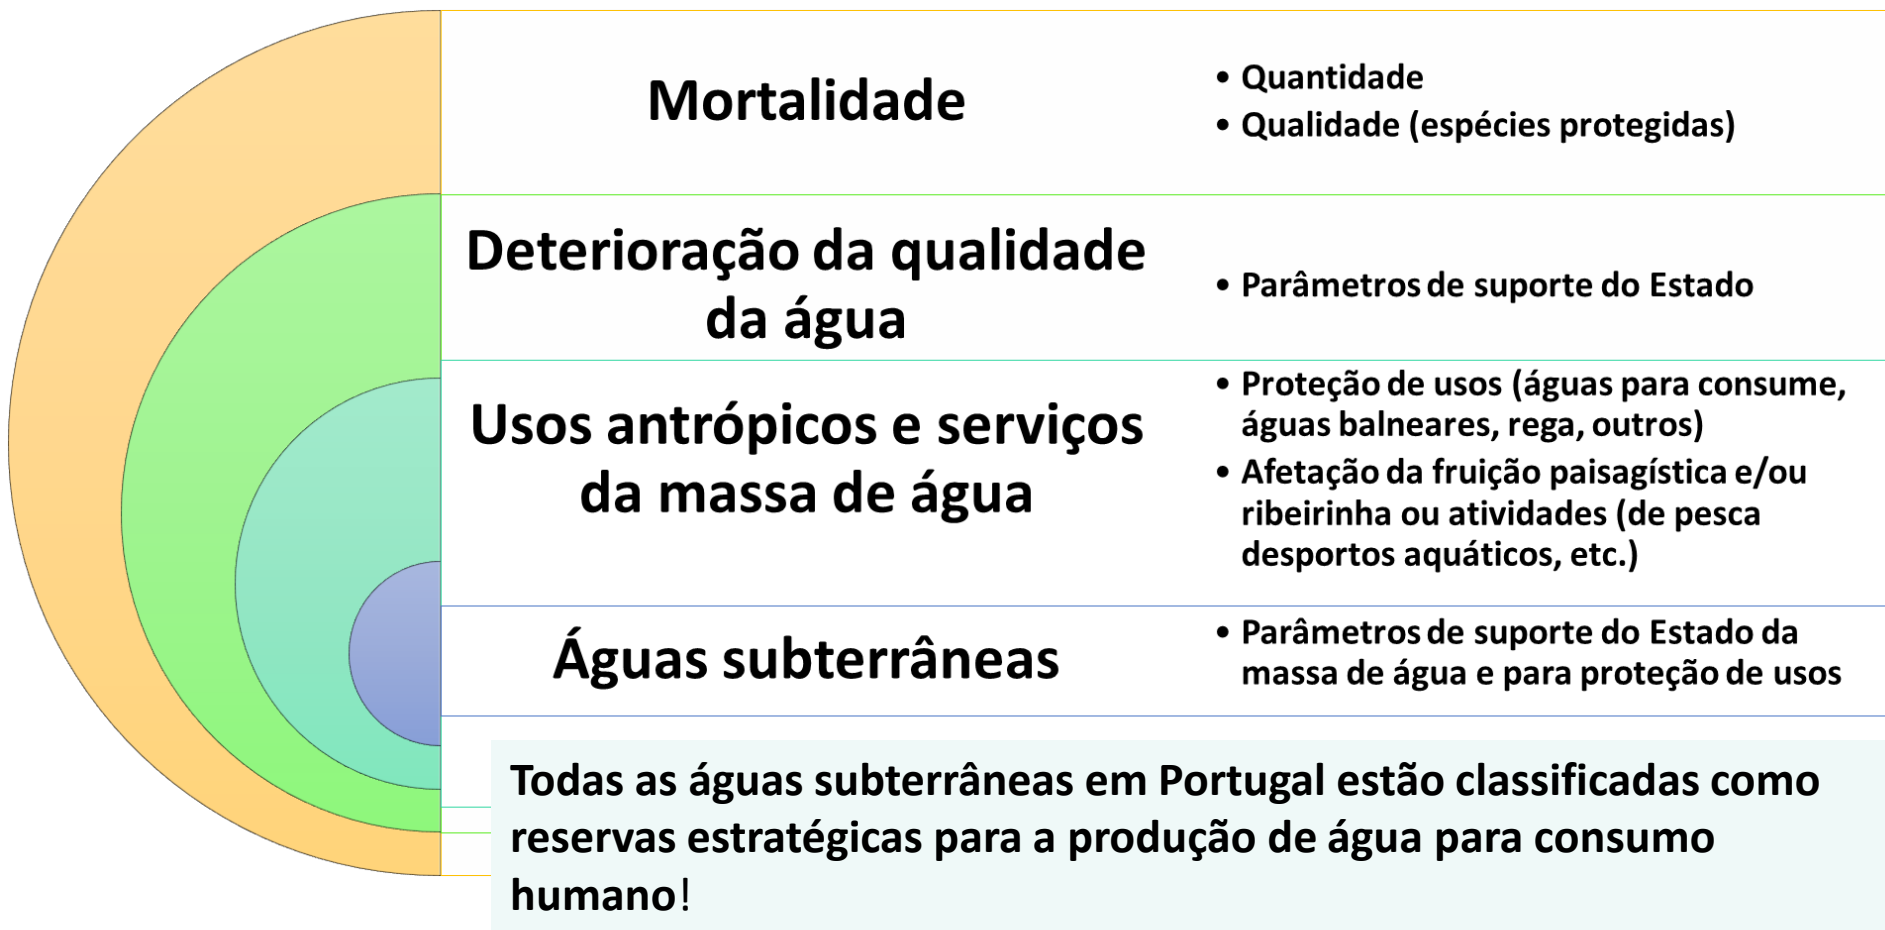 Mortalidade
• Quantidade
• Qualidade (espécies protegidas)
Deterioração da qualidade
da água
• Parâmetros de suporte do Estado
Usos antrópicos e serviços
da massa de água
• Proteção de usos (águas para consume,
águas balneares, rega, outros)
• Afetação da fruição paisagística e/ou
ribeirinha ou atividades (de pesca
desportos aquáticos, etc.)
Águas subterrâneas
• Parâmetros de suporte do Estado da
massa de água e para proteção de usos
Todas as águas subterrâneas em Portugal estão classificadas como
reservas estratégicas para a produção de água para consumo
humano!